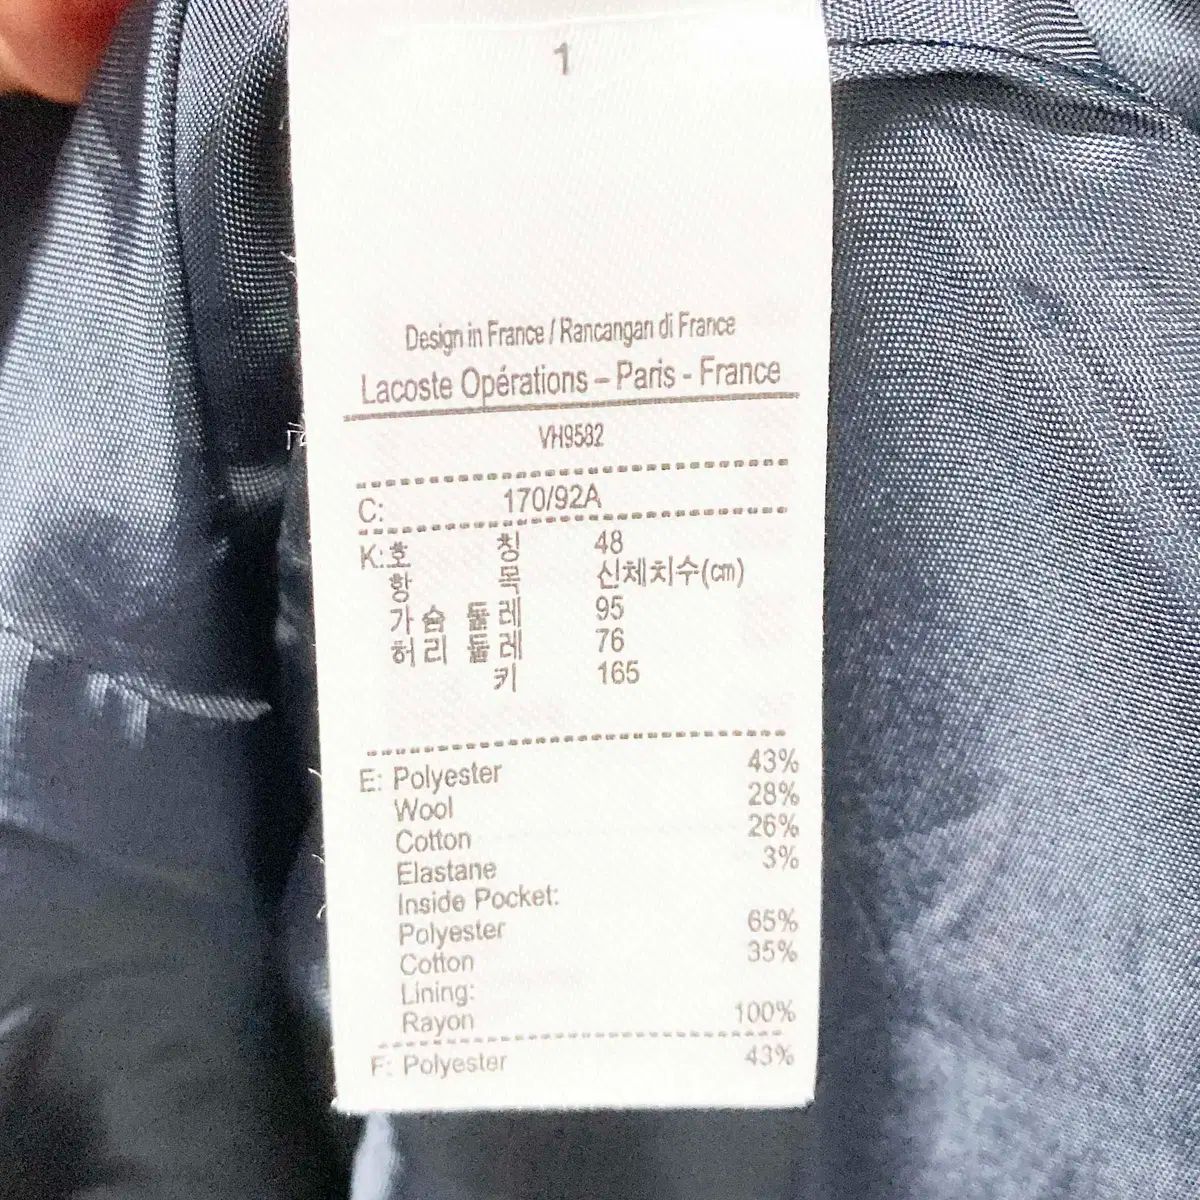 1
Design in France / Rancangan di France
Lacoste Opérations – Paris - France
VH9582
C: 170/92A
K: 호 칭 48
항 목 신체치수(cm)
가슴 둘레 95
허리 둘레 76
키 165
E: Polyester 43%
Wool 28%
Cotton 26%
Elastane 3%
Inside Pocket:
Polyester 65%
Cotton 35%
Lining:
Rayon 100%
F: Polyester 43%